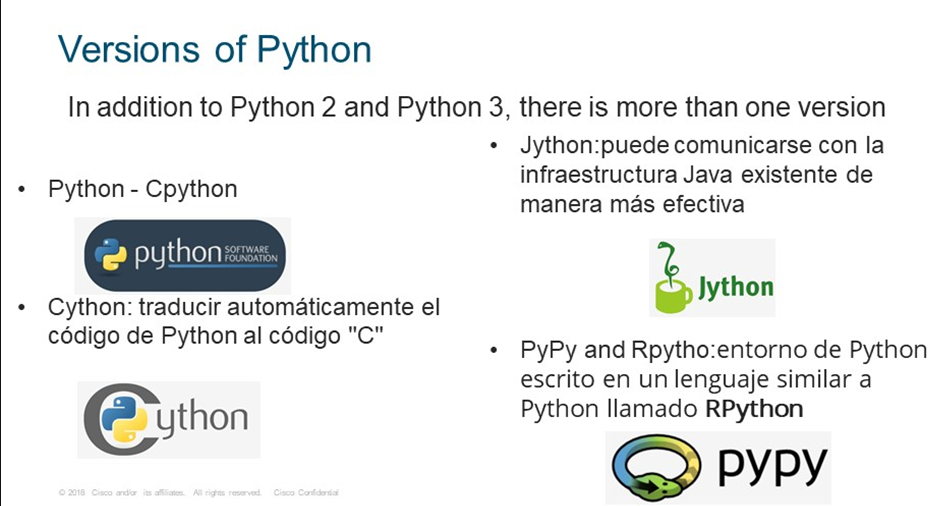 Versions of Python
In addition to Python 2 and Python 3, there is more than one version
• Python - Cpython
python SOFTWARE
FOUNDATION
• Cython: traducir automáticamente el
código de Python al código "C"
Cython
• Jython:puede comunicarse con la
infraestructura Java existente de
manera más efectiva
Jython
• PyPy and Rpytho:entorno de Python
escrito en un lenguaje similar a
Python llamado RPython
pypy
© 2016 Cisco and/or its affiliates. All rights reserved. Cisco Confidential